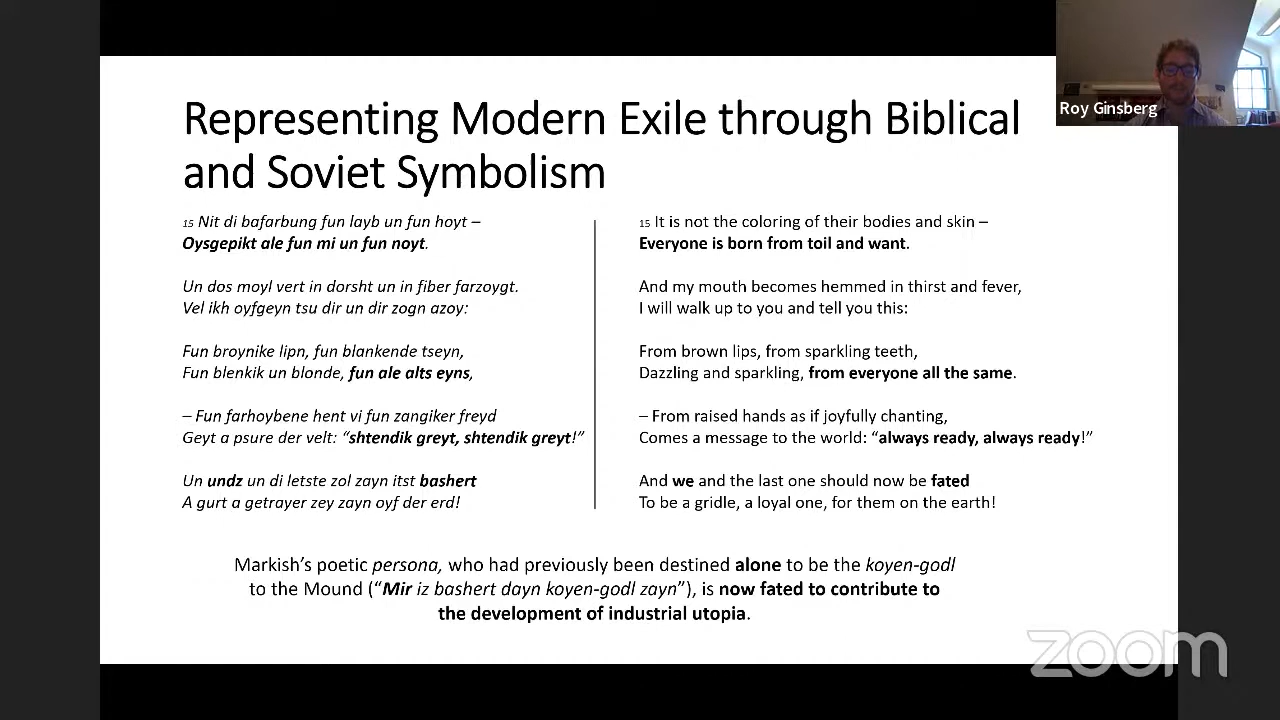 Representing Modern Exile through Biblical
and Soviet Symbolism
Roy Ginsberg
15 Nit di bafarbung fun layb un fun hoyt –
Oysgepikt ale fun mi un fun noyt.
Un dos moyl vert in dorsht un in fiber farzoygt.
Vel ikh oyfgeyn tsu dir un dir zogn azoy:
Fun broynike lipn, fun blankende tseyn,
Fun blenkik un blonde, fun ale alts eyns,
– Fun farhoybene hent vi fun zangiker freyd
Geyt a psure der velt: “shtendik greyt, shtendik greyt!”
Un undz un di letste zol zayn itst bashert
A gurt a getrayer zey zayn oyf der erd!
15 It is not the coloring of their bodies and skin –
Everyone is born from toil and want.
And my mouth becomes hemmed in thirst and fever,
I will walk up to you and tell you this:
From brown lips, from sparkling teeth,
Dazzling and sparkling, from everyone all the same.
– From raised hands as if joyfully chanting,
Comes a message to the world: “always ready, always ready!”
And we and the last one should now be fated
To be a gridle, a loyal one, for them on the earth!
Markish’s poetic persona, who had previously been destined alone to be the koyen-godl
to the Mound (“Mir iz bashert dayn koyen-godl zayn”), is now fated to contribute to
the development of industrial utopia.
zoom